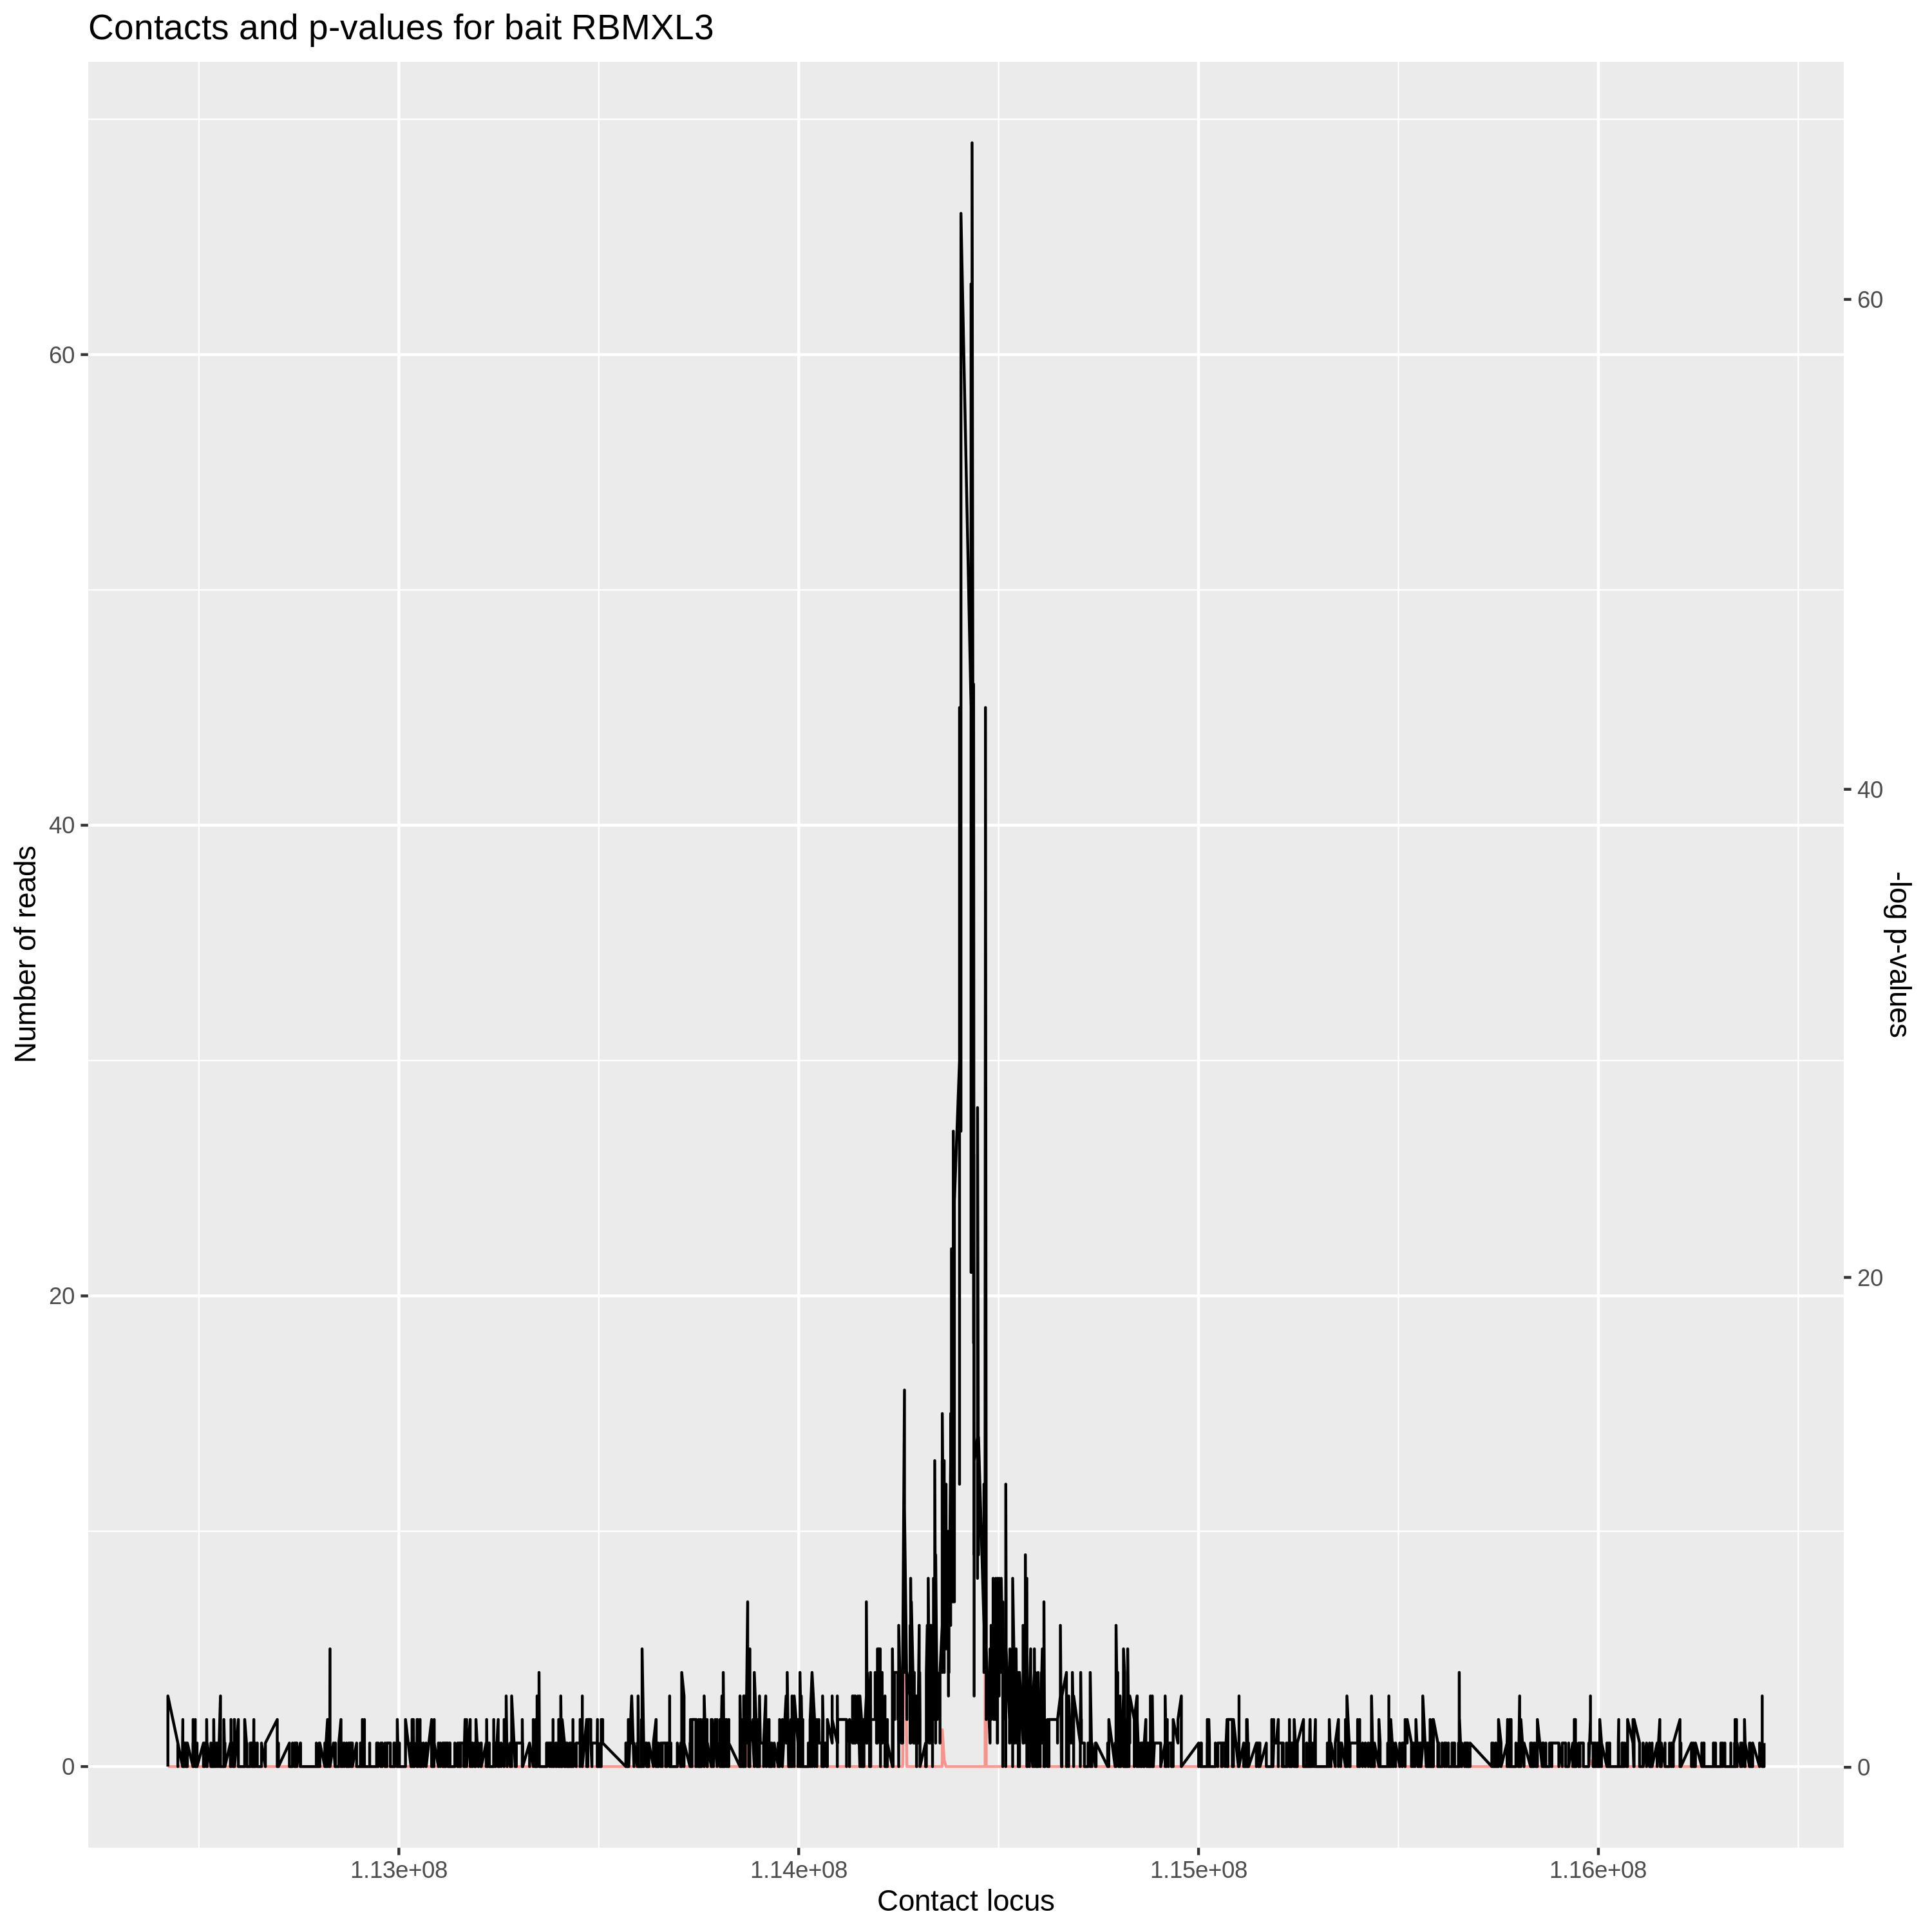 Contacts and p-values for bait RBMXL3
60
40
20
0
Number of reads
60
40
20
0
-log p-values
1.13e+08 1.14e+08 1.15e+08 1.16e+08
Contact locus